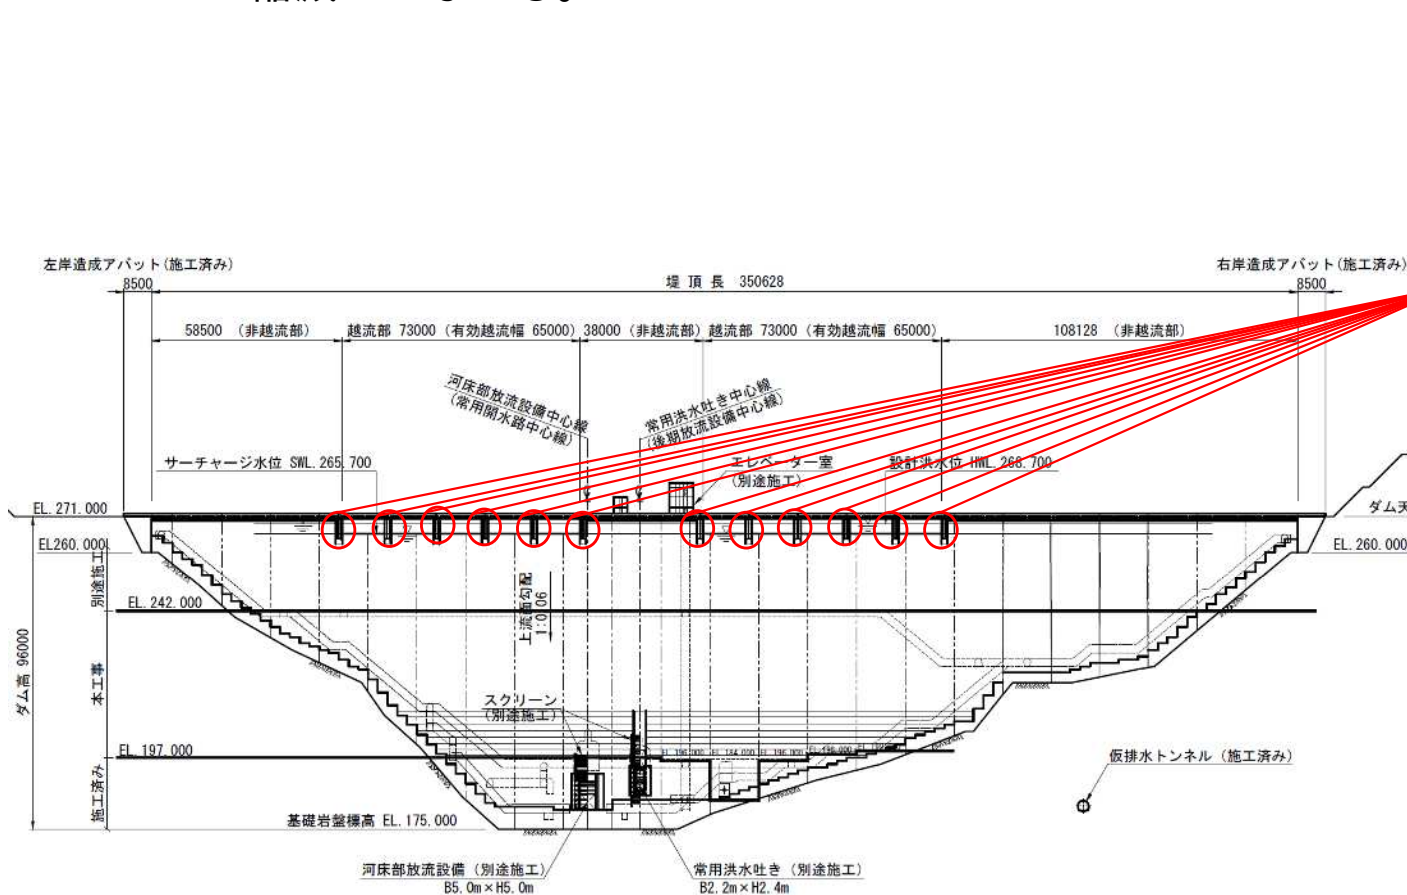 左岸造成アバット(施工済み)
右岸造成アバット(施工済み)
8500
堤 頂 長 350628
8500
58500 (非越流部)
越流部 73000 (有効越流幅 65000)
38000 (非越流部)
越流部 73000 (有効越流幅 65000)
108128 (非越流部)
河床部放流設備中心線
(常用開水路中心線)
常用洪水吐き中心線
(後期放流設備中心線)
サーチャージ水位 SWL.265.700
エレベーター室
(別途施工)
設計洪水位 HWL.268.700
EL.271.000
ダム天
EL260.000
EL.260.000
別途施工
上流面勾配
1:0.06
EL.242.000
ダム高 96000
本工事
スクリーン
(別途施工)
EL.197.000
EL.196.000
EL.184.000
EL.196.000
仮排水トンネル (施工済み)
施工済み
基礎岩盤標高 EL.175.000
河床部放流設備 (別途施工)
B5.0m×H5.0m
常用洪水吐き (別途施工)
B2.2m×H2.4m